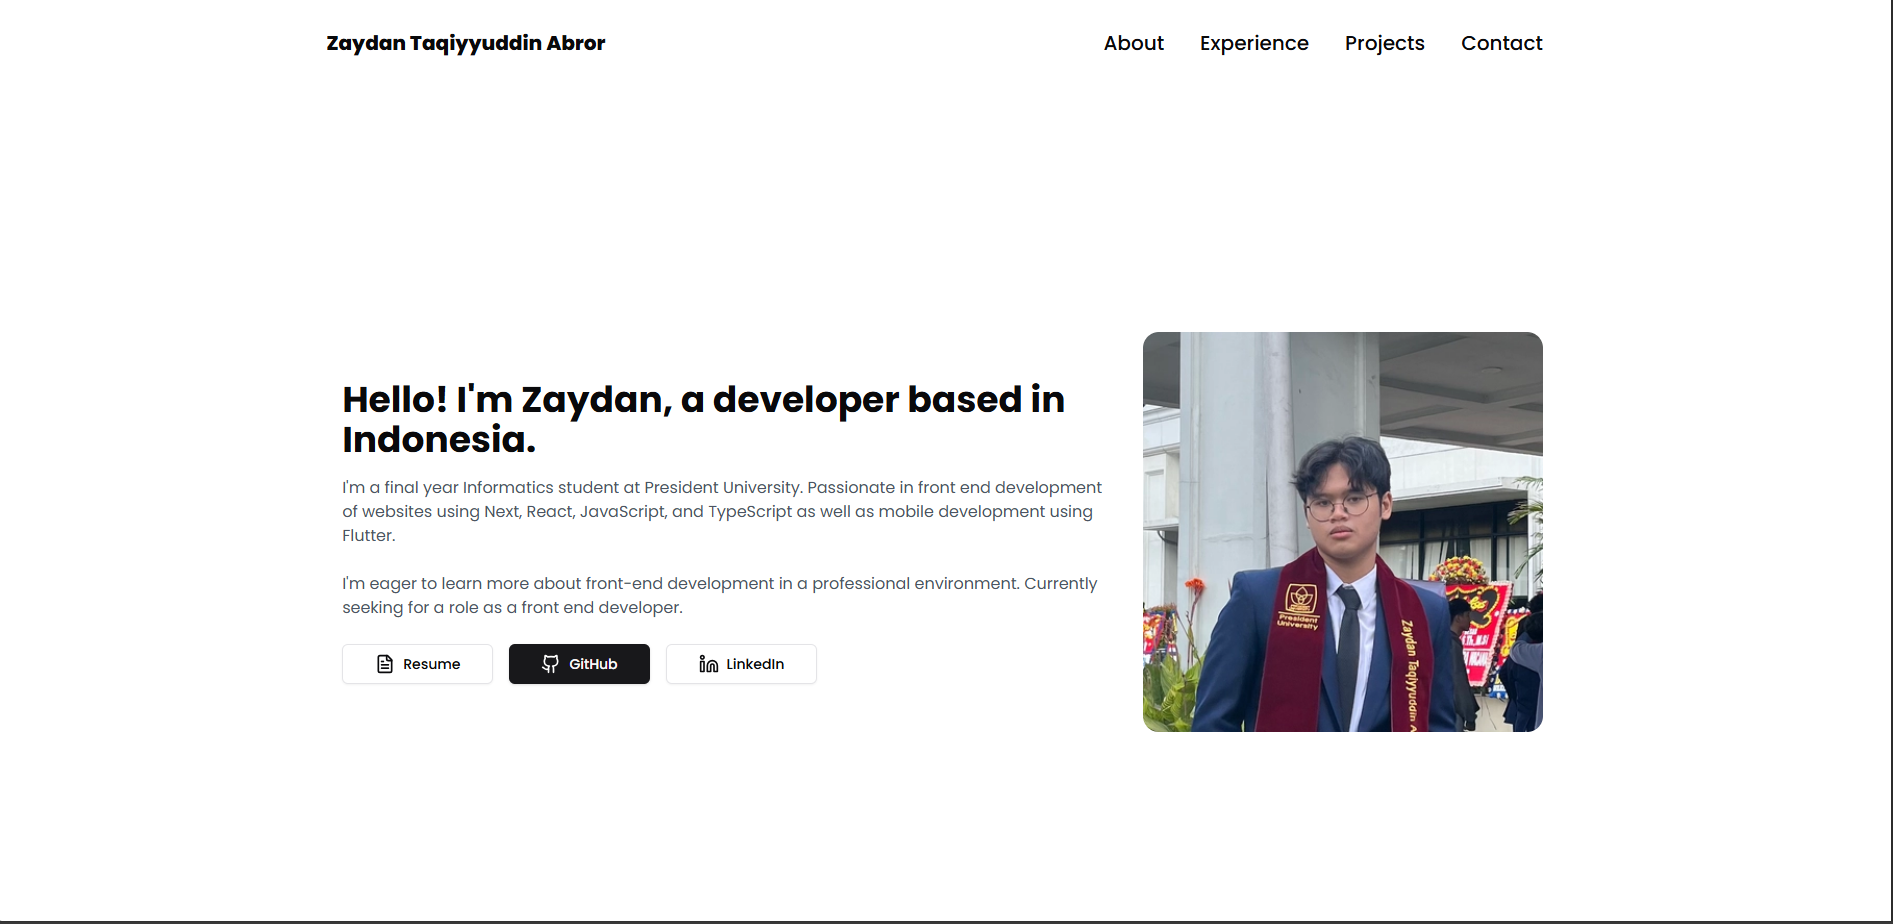 Zaydan Taqiyyuddin Abror
About Experience Projects Contact
Hello! I'm Zaydan, a developer based in
Indonesia.
I'm a final year Informatics student at President University. Passionate in front end development
of websites using Next, React, JavaScript, and TypeScript as well as mobile development using
Flutter.
I'm eager to learn more about front-end development in a professional environment. Currently
seeking for a role as a front end developer.
Resume GitHub LinkedIn
President
University
Zaydan Taqiyyuddin A